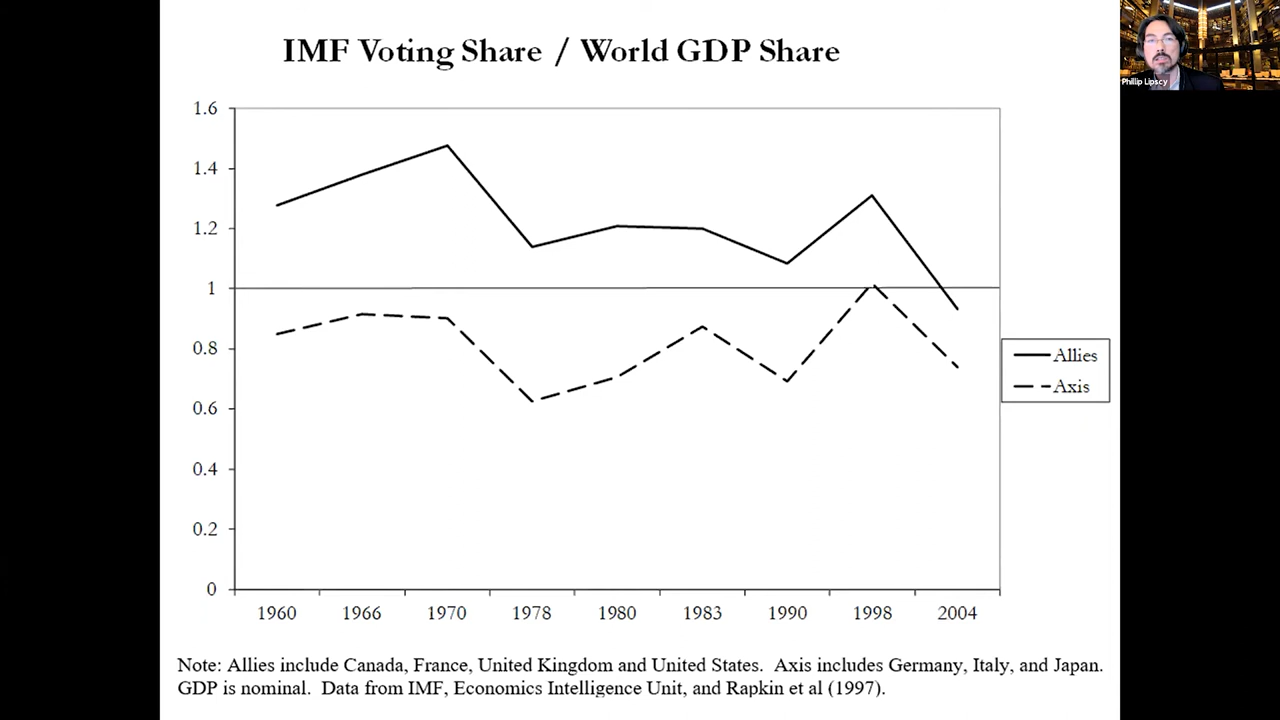 IMF Voting Share / World GDP Share
Phillip Lipscy
1.6
1.4
1.2
1
0.8
0.6
0.4
0.2
0
Allies
Axis
1960 1966 1970 1978 1980 1983 1990 1998 2004
Note: Allies include Canada, France, United Kingdom and United States. Axis includes Germany, Italy, and Japan.
GDP is nominal. Data from IMF, Economics Intelligence Unit, and Rapkin et al (1997).